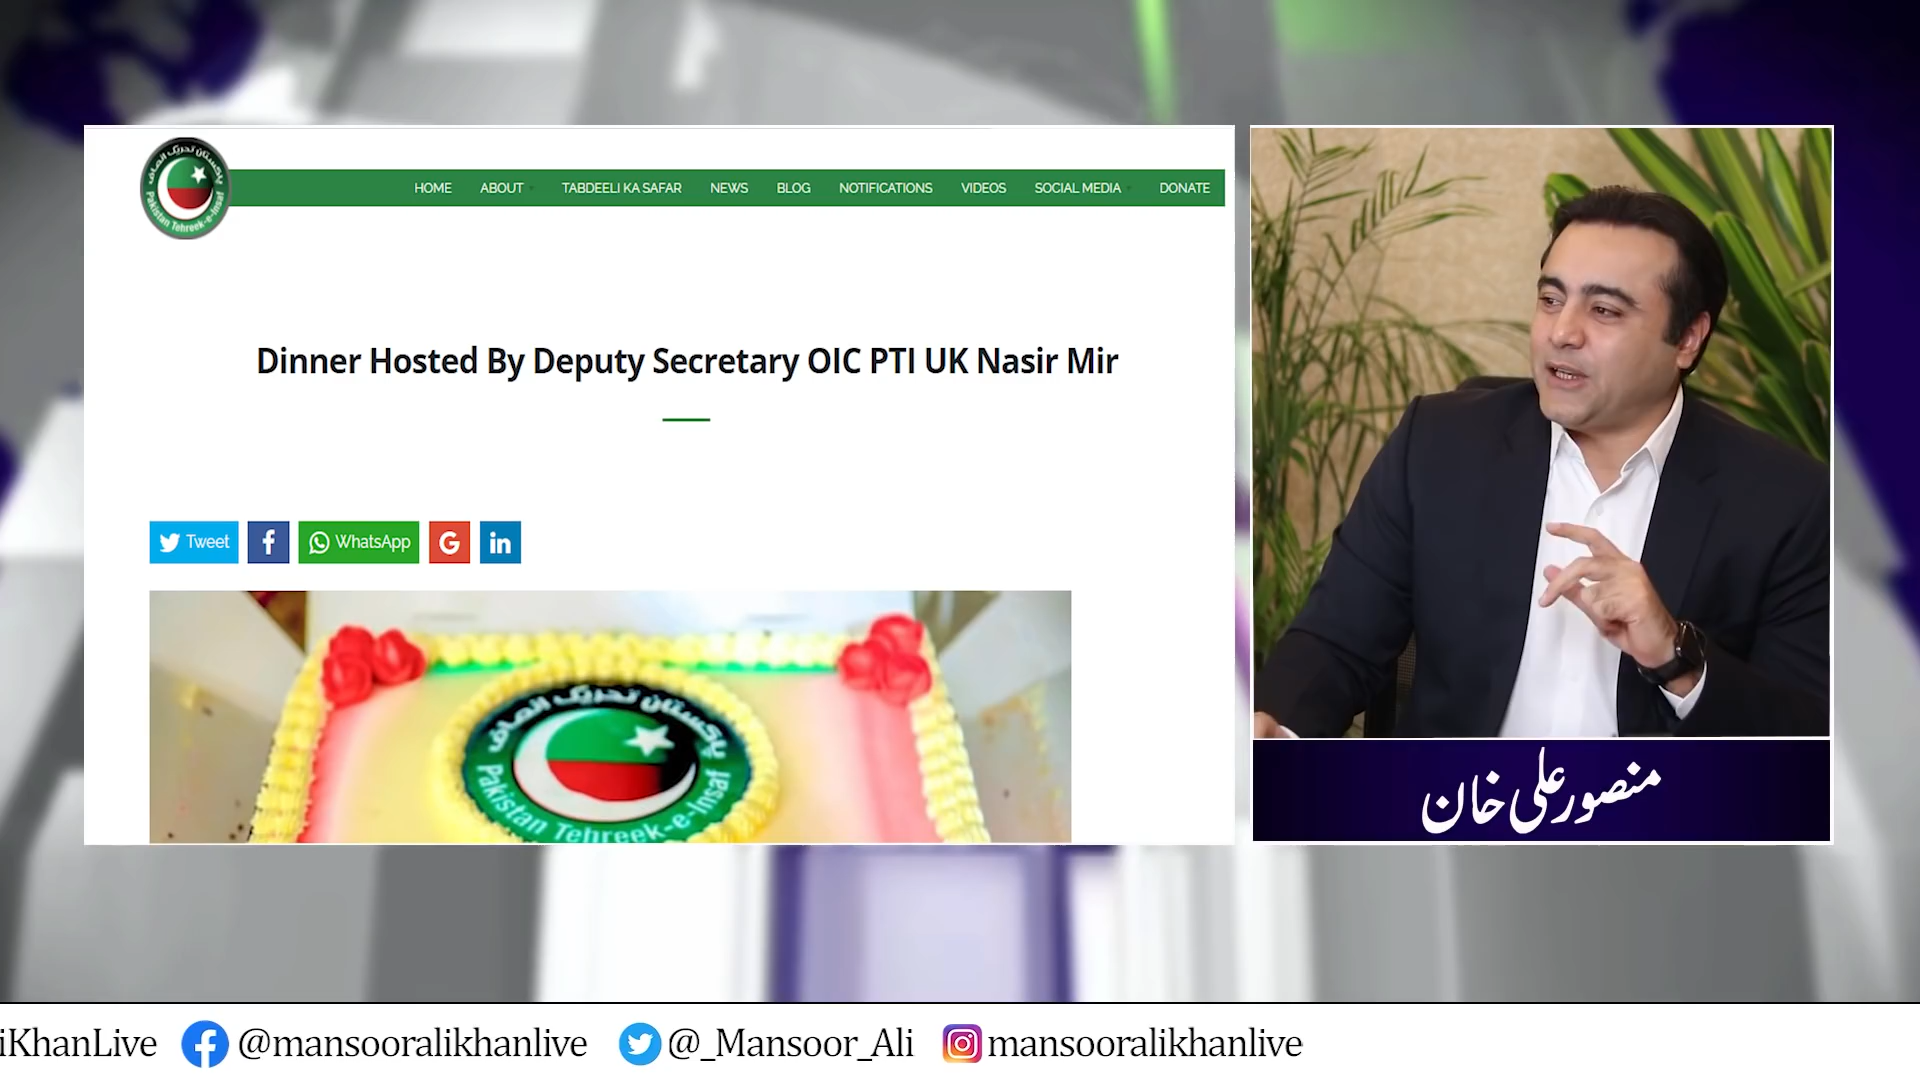 پاکستان تحریک انصاف
Pakistan Tehreek-e-Insaf
HOME ABOUT TABDEELI KA SAFAR NEWS BLOG NOTIFICATIONS VIDEOS SOCIAL MEDIA DONATE
Dinner Hosted By Deputy Secretary OIC PTI UK Nasir Mir
Tweet f WhatsApp G in
پاکستان تحریک انصاف
Pakistan Tehreek-e-Insaf
منصور علی خان
iKhanLive @mansooralikhanlive @_Mansoor_Ali mansooralikhanlive